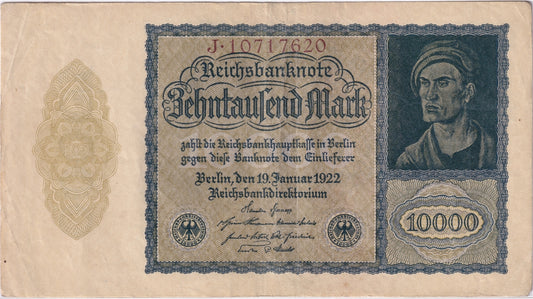 J·10717620
Reichsbanknote
Zehntausend Mark
zahlt die Reichsbankhauptkasse in Berlin
gegen diese Banknote dem Einlieferer
Berlin, den 19. Januar 1922
Reichsbankdirektorium
10000